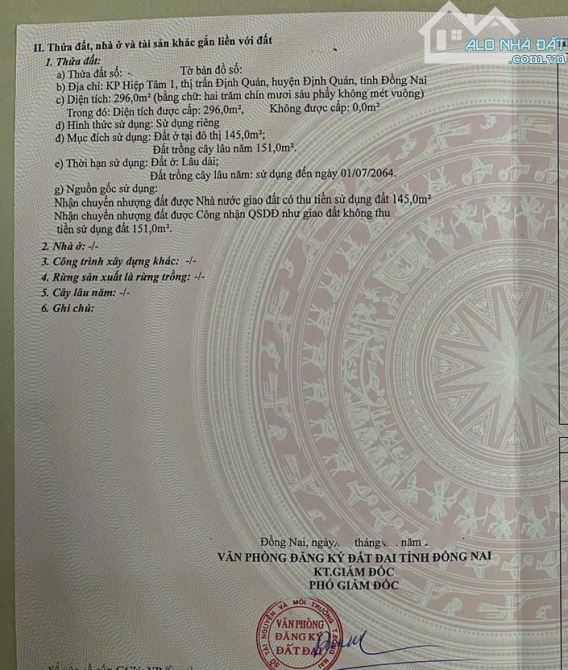 ALO NHÀ ĐẤT
.com.vn
II. Thửa đất, nhà ở và tài sản khác gắn liền với đất
1. Thửa đất:
a) Thửa đất số: Tờ bản đồ số:
b) Địa chỉ: KP Hiệp Tâm 1, thị trấn Định Quán, huyện Định Quán, tỉnh Đồng Nai
c) Diện tích: 296,0m² (bằng chữ: hai trăm chín mươi sáu phẩy không mét vuông)
Trong đó: Diện tích được cấp: 296,0m², Không được cấp: 0,0m²
d) Hình thức sử dụng: Sử dụng riêng
đ) Mục đích sử dụng: Đất ở tại đô thị 145,0m²;
Đất trồng cây lâu năm 151,0m².
e) Thời hạn sử dụng: Đất ở: Lâu dài;
Đất trồng cây lâu năm: sử dụng đến ngày 01/07/2064.
g) Nguồn gốc sử dụng:
Nhận chuyển nhượng đất được Nhà nước giao đất có thu tiền sử dụng đất 145,0m²
Nhận chuyển nhượng đất được Công nhận QSDĐ như giao đất không thu
tiền sử dụng đất 151,0m².
2. Nhà ở: -/-
3. Công trình xây dựng khác: -/-
4. Rừng sản xuất là rừng trồng: -/-
5. Cây lâu năm: -/-
6. Ghi chú:
Đồng Nai, ngày tháng năm
VĂN PHÒNG ĐĂNG KÝ ĐẤT ĐAI TỈNH ĐỒNG NAI
KT.GIÁM ĐỐC
PHÓ GIÁM ĐỐC
SỞ TÀI NGUYÊN VÀ MÔI TRƯỜNG T. ĐỒNG NAI
VĂN PHÒNG
ĐĂNG KÝ
ĐẤT ĐAI